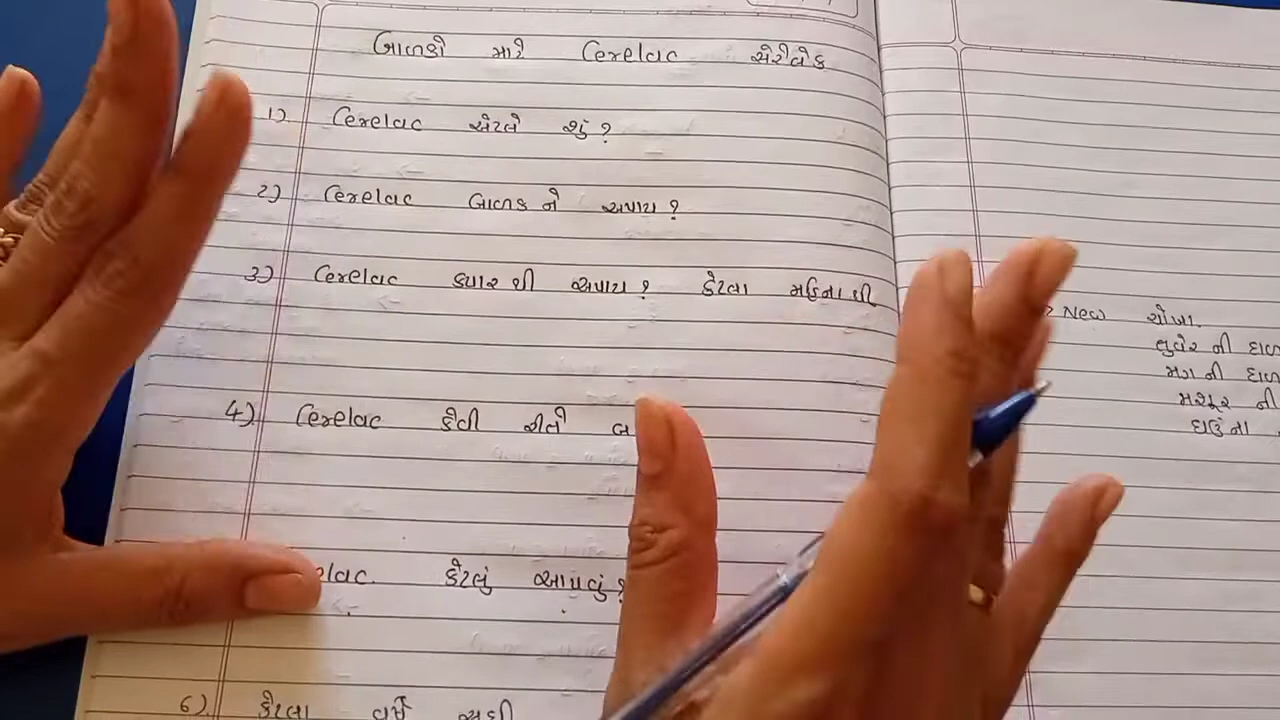 બાળકો માટે Cerelac સેરેલેક
1) Cerelac એટલે શું?
2) Cerelac બાળક ને અપાય?
3) Cerelac ક્યાર થી અપાય? કેટલા મહિના થી
4) Cerelac કેવી રીતે
કેટલું આપવું?
6) કેટલા વર્ષ સુધી
New ચોખા.
તુવેર ની દાળ
મગ ની દાળ
મસૂર ની
ઘઉં ના